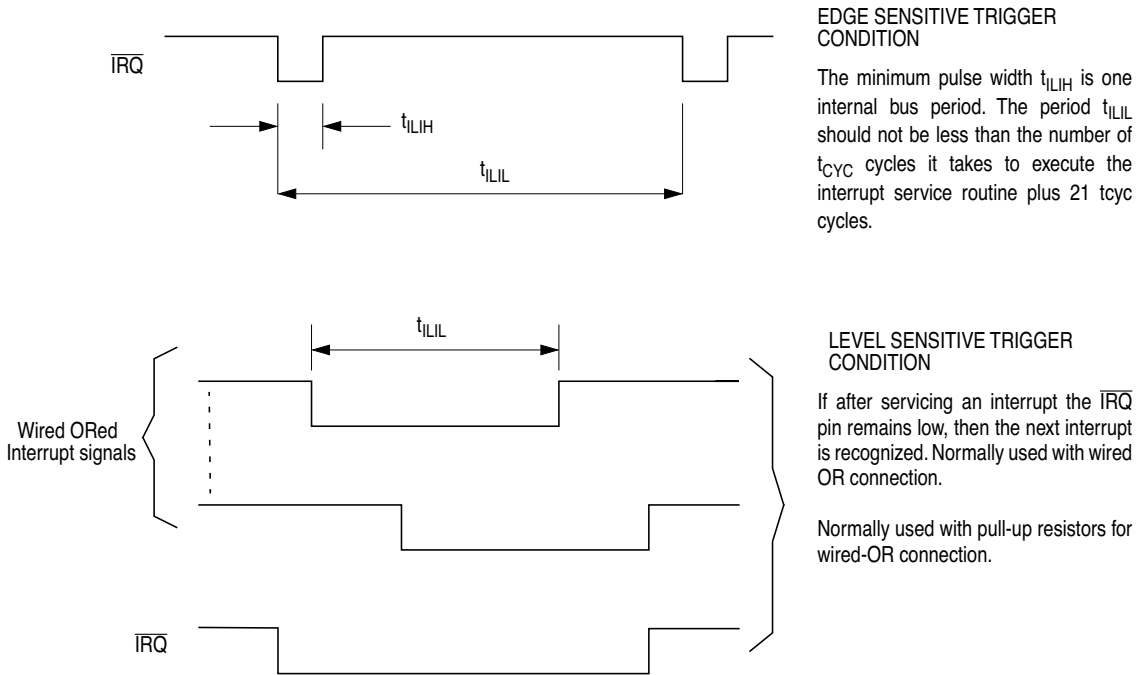 IRQ
tILIH
tILIL
EDGE SENSITIVE TRIGGER
CONDITION
The minimum pulse width tILIH is one
internal bus period. The period tILIL
should not be less than the number of
tCYC cycles it takes to execute the
interrupt service routine plus 21 tcyc
cycles.
tILIL
Wired ORed
Interrupt signals
IRQ
LEVEL SENSITIVE TRIGGER
CONDITION
If after servicing an interrupt the IRQ
pin remains low, then the next interrupt
is recognized. Normally used with wired
OR connection.
Normally used with pull-up resistors for
wired-OR connection.